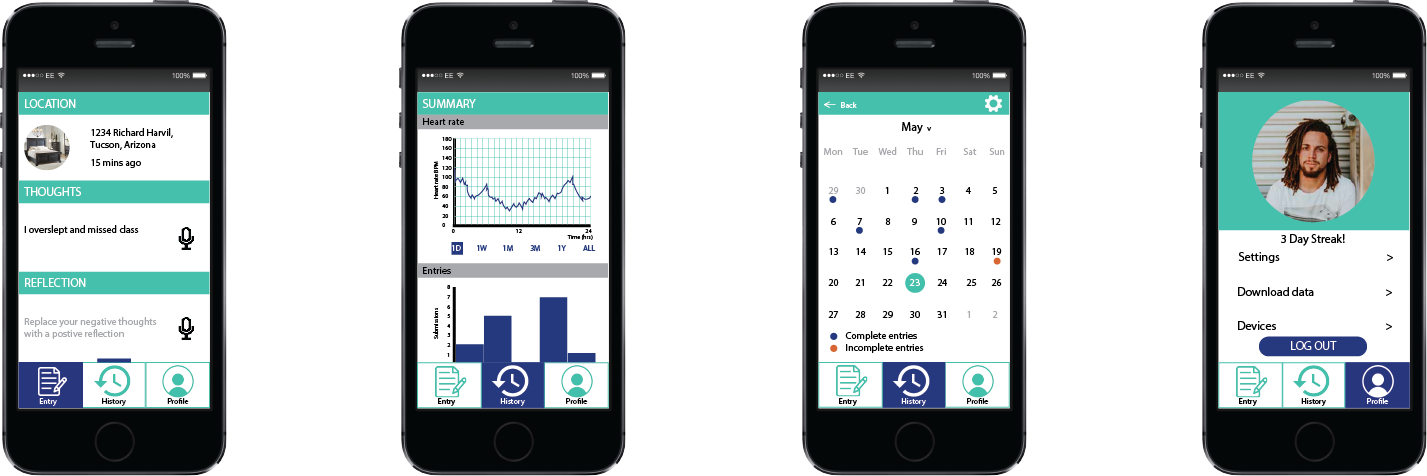 EE 100%
LOCATION
1234 Richard Harvil,
Tucson, Arizona
15 mins ago
THOUGHTS
I overslept and missed class
REFLECTION
Replace your negative thoughts
with a postive reflection
Entry History Profile
EE 100%
SUMMARY
Heart rate
180
160
140
120
100
80
60
40
20
0
Heart rate BPM
0 12 24
Time (hrs)
1D 1W 1M 3M 1Y ALL
Entries
8
7
6
5
4
3
2
1
Submissions
Entry History Profile
EE 100%
Back
May v
Mon Tue Wed Thu Fri Sat Sun
29 30 1 2 3 4 5
6 7 8 9 10 11 12
13 14 15 16 17 18 19
20 21 22 23 24 25 26
27 28 29 30 31 1 2
Complete entries
Incomplete entries
Entry History Profile
EE 100%
3 Day Streak!
Settings >
Download data >
Devices >
LOG OUT
Entry History Profile